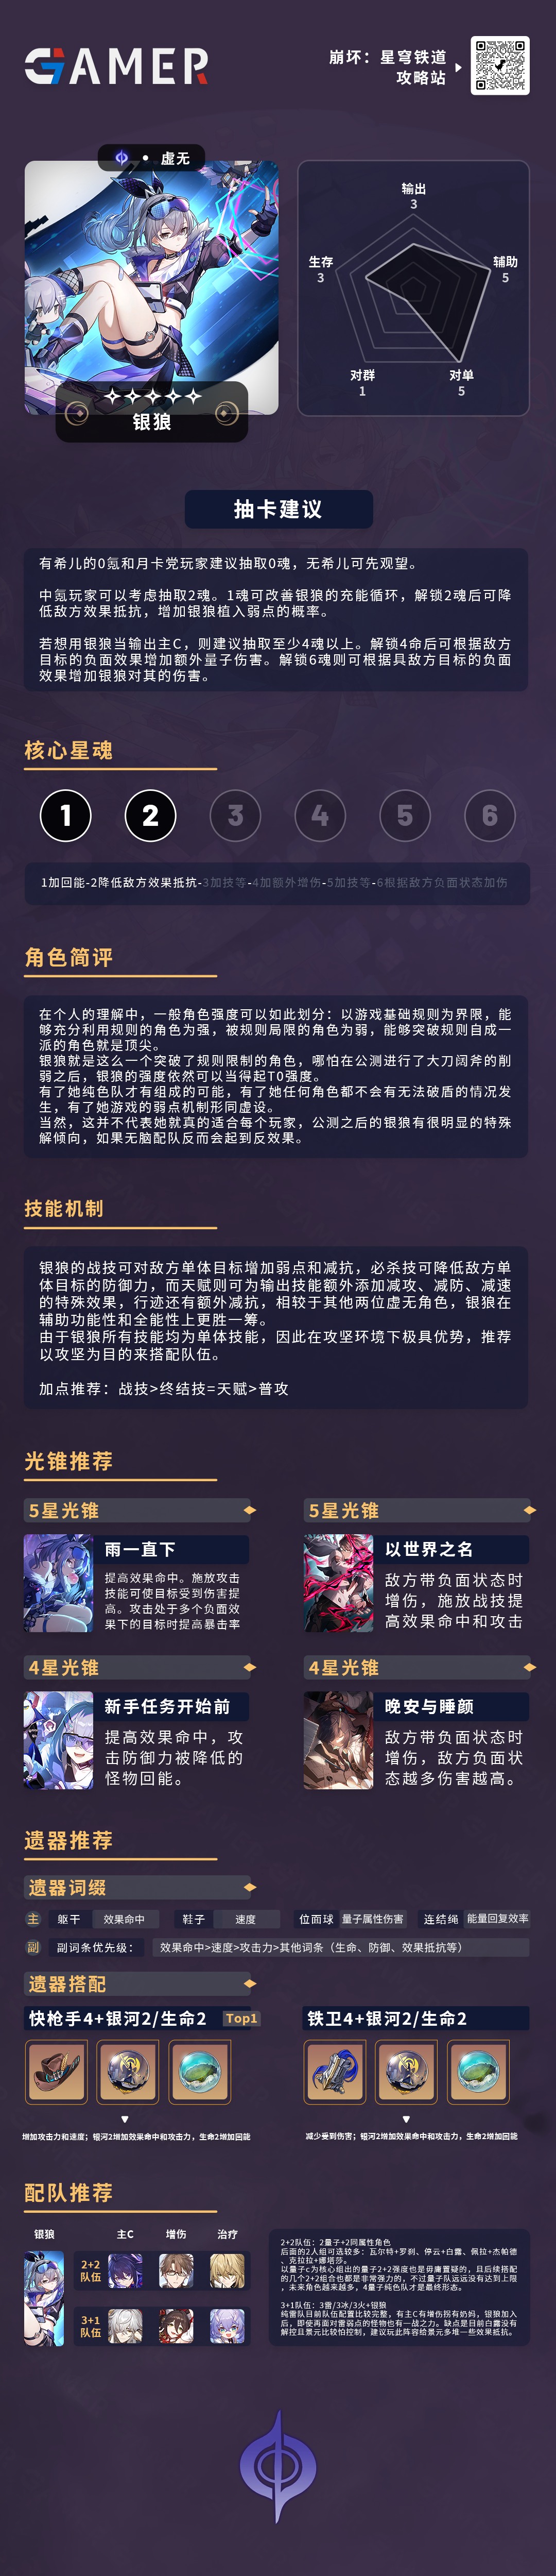 GAMER
崩坏：星穹铁道
攻略站
虚无
银狼
输出
3
生存
3
辅助
5
对群
1
对单
5
抽卡建议
有希儿的0氪和月卡党玩家建议抽取0魂，无希儿可先观望。
中氪玩家可以考虑抽取2魂。1魂可改善银狼的充能循环，解锁2魂后可降
低敌方效果抵抗，增加银狼植入弱点的概率。
若想用银狼当输出主C，则建议抽取至少4魂以上。解锁4命后可根据敌方
目标的负面效果增加额外量子伤害。解锁6魂则可根据具敌方目标的负面
效果增加银狼对其的伤害。
核心星魂
1
2
3
4
5
6
1加回能-2降低敌方效果抵抗-3加技等-4加额外增伤-5加技等-6根据敌方负面状态加伤
角色简评
在个人的理解中，一般角色强度可以如此划分：以游戏基础规则为界限，能
够充分利用规则的角色为强，被规则局限的角色为弱，能够突破规则自成一
派的角色就是顶尖。
银狼就是这么一个突破了规则限制的角色，哪怕在公测进行了大刀阔斧的削
弱之后，银狼的强度依然可以当得起T0强度。
有了她纯色队才有组成的可能，有了她任何角色都不会有无法破盾的情况发
生，有了她游戏的弱点机制形同虚设。
当然，这并不代表她就真的适合每个玩家，公测之后的银狼有很明显的特殊
解倾向，如果无脑配队反而会起到反效果。
技能机制
银狼的战技可对敌方单体目标增加弱点和减抗，必杀技可降低敌方单
体目标的防御力，而天赋则可为输出技能额外添加减攻、减防、减速
的特殊效果，行迹还有额外减抗，相较于其他两位虚无角色，银狼在
辅助功能性和全能性上更胜一筹。
由于银狼所有技能均为单体技能，因此在攻坚环境下极具优势，推荐
以攻坚为目的来搭配队伍。
加点推荐：战技>终结技=天赋>普攻
光锥推荐
5星光锥
雨一直下
提高效果命中。施放攻击
技能可使目标受到伤害提
高。攻击处于多个负面效
果下的目标时提高暴击率
5星光锥
以世界之名
敌方带负面状态时
增伤，施放战技提
高效果命中和攻击
4星光锥
新手任务开始前
提高效果命中，攻
击防御力被降低的
怪物回能。
4星光锥
晚安与睡颜
敌方带负面状态时
增伤，敌方负面状
态越多伤害越高。
遗器推荐
遗器词缀
主 躯干 效果命中 鞋子 速度 位面球 量子属性伤害 连结绳 能量回复效率
副 副词条优先级： 效果命中>速度>攻击力>其他词条（生命、防御、效果抵抗等）
遗器搭配
快枪手4+银河2/生命2 Top1
增加攻击力和速度；银河2增加效果命中和攻击力，生命2增加回能
铁卫4+银河2/生命2
减少受到伤害；银河2增加效果命中和攻击力，生命2增加回能
配队推荐
银狼 主C 增伤 治疗
2+2
队伍
3+1
队伍
2+2队伍：2量子+2同属性角色
后面的2人组可选较多：瓦尔特+罗刹、停云+白露、佩拉+杰帕德
、克拉拉+娜塔莎。
以量子C为核心组出的量子2+2强度也是毋庸置疑的，且后续搭配
的几个2+2组合也都是非常强力的，不过量子队远远没有达到上限
，未来角色越来越多，4量子纯色队才是最终形态。
3+1队伍：3雷/3冰/3火+银狼
纯雷队目前队伍配置比较完整，有主C有增伤拐有奶妈，银狼加入
后，即使再面对雷弱点的怪物也有一战之力。缺点是目前白露没有
解控且景元比较怕控制，建议玩此阵容给景元多堆一些效果抵抗。